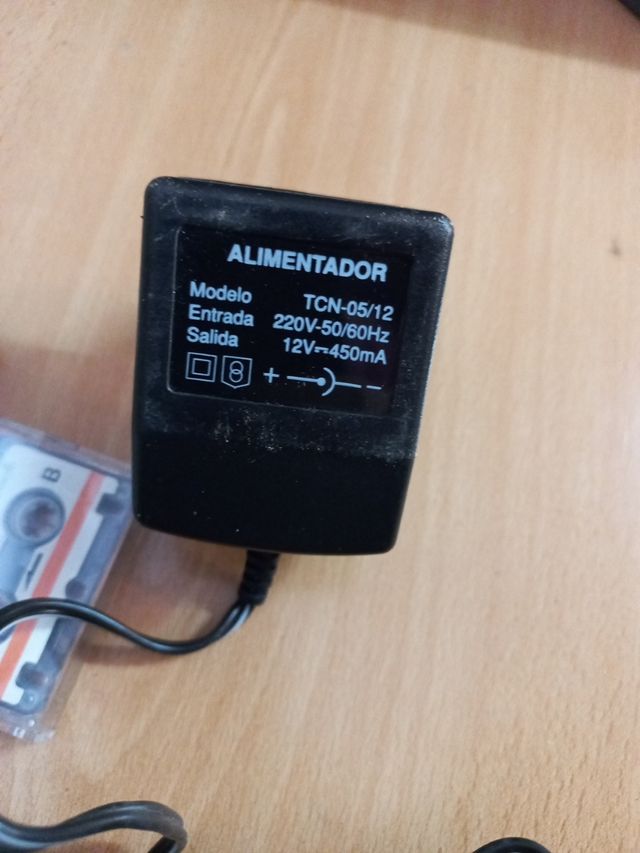 ALIMENTADOR
Modelo TCN-05/12
Entrada 220V-50/60Hz
Salida 12V⎓450mA
+ -
B